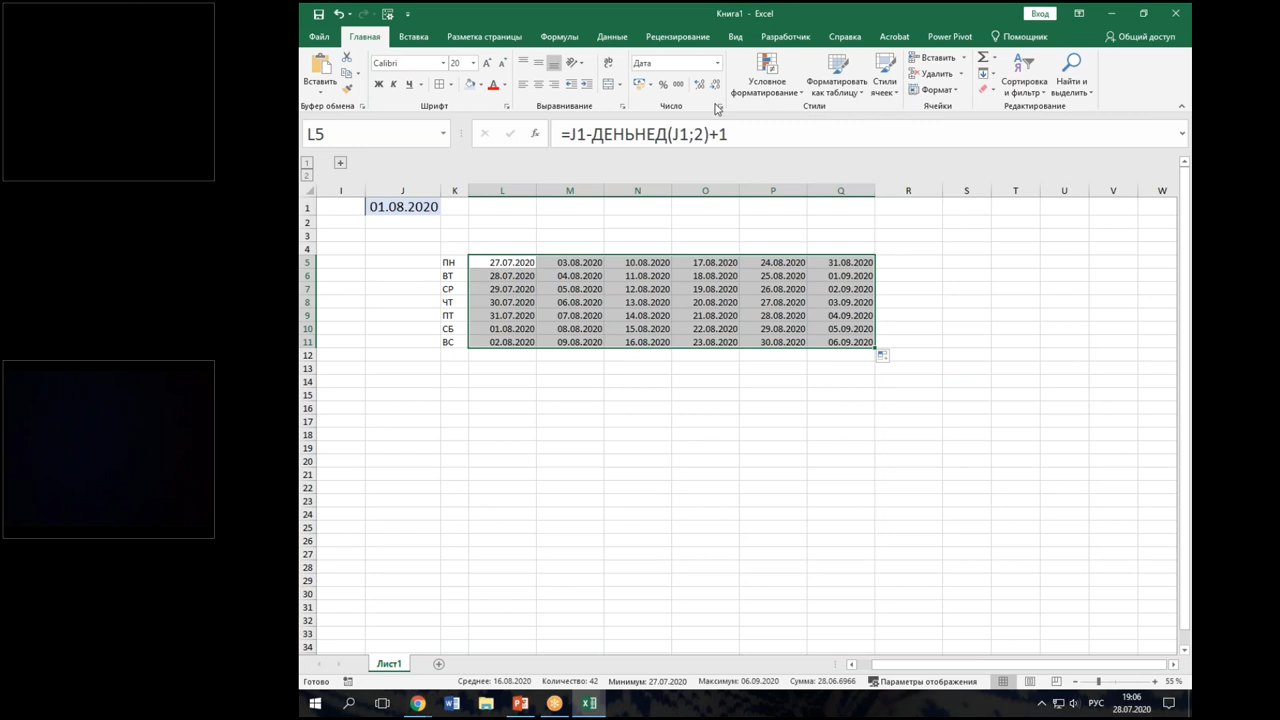 Книга1 - Excel
Вход
Файл Главная Вставка Разметка страницы Формулы Данные Рецензирование Вид Разработчик Справка Acrobat Power Pivot Помощник Общий доступ
Calibri 20 Дата
Вставить
Ж К Ч
% 000
Условное форматирование
Форматировать как таблицу
Стили ячеек
Вставить
Удалить
Формат
Сортировка и фильтр
Найти и выделить
Буфер обмена Шрифт Выравнивание Число Стили Ячейки Редактирование
L5 fx =J1-ДЕНЬНЕД(J1;2)+1
1
2
I J K L M N O P Q R S T U V W
1 01.08.2020
2
3
4
5 ПН 27.07.2020 03.08.2020 10.08.2020 17.08.2020 24.08.2020 31.08.2020
6 ВТ 28.07.2020 04.08.2020 11.08.2020 18.08.2020 25.08.2020 01.09.2020
7 СР 29.07.2020 05.08.2020 12.08.2020 19.08.2020 26.08.2020 02.09.2020
8 ЧТ 30.07.2020 06.08.2020 13.08.2020 20.08.2020 27.08.2020 03.09.2020
9 ПТ 31.07.2020 07.08.2020 14.08.2020 21.08.2020 28.08.2020 04.09.2020
10 СБ 01.08.2020 08.08.2020 15.08.2020 22.08.2020 29.08.2020 05.09.2020
11 ВС 02.08.2020 09.08.2020 16.08.2020 23.08.2020 30.08.2020 06.09.2020
12
13
14
15
16
17
18
19
20
21
22
23
24
25
26
27
28
29
30
31
32
33
34
Лист1
Готово Среднее: 16.08.2020 Количество: 42 Минимум: 27.07.2020 Максимум: 06.09.2020 Сумма: 28.06.6966 Параметры отображения 55 %
РУС 19:06
28.07.2020